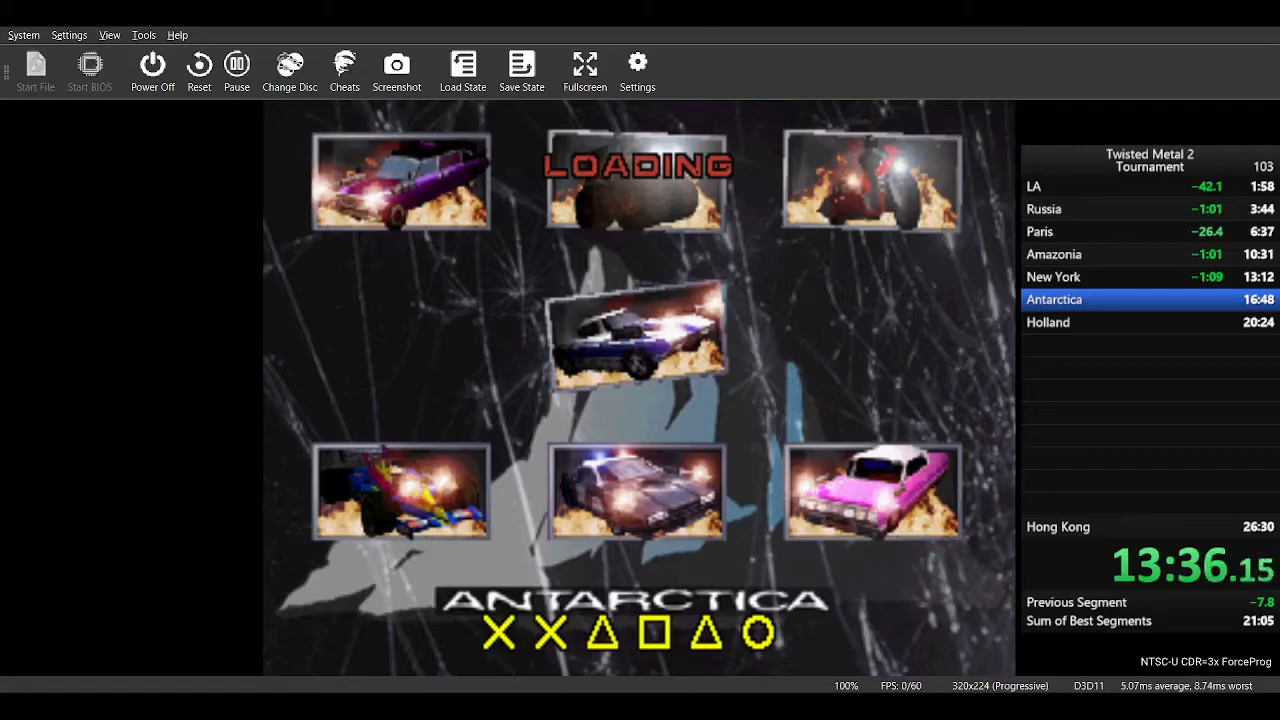 System Settings View Tools Help
Start File Start BIOS Power Off Reset Pause Change Disc Cheats Screenshot Load State Save State Fullscreen Settings
LOADING
ANTARCTICA
X X △ □ △ O
Twisted Metal 2
Tournament 103
LA -42.1 1:58
Russia -1:01 3:44
Paris -26.4 6:37
Amazonia -1:01 10:31
New York -1:09 13:12
Antarctica 16:48
Holland 20:24
Hong Kong 26:30
13:36.15
Previous Segment -7.8
Sum of Best Segments 21:05
NTSC-U CDR=3x ForceProg
100% FPS: 0/60 320x224 (Progressive) D3D11 5.07ms average, 8.74ms worst